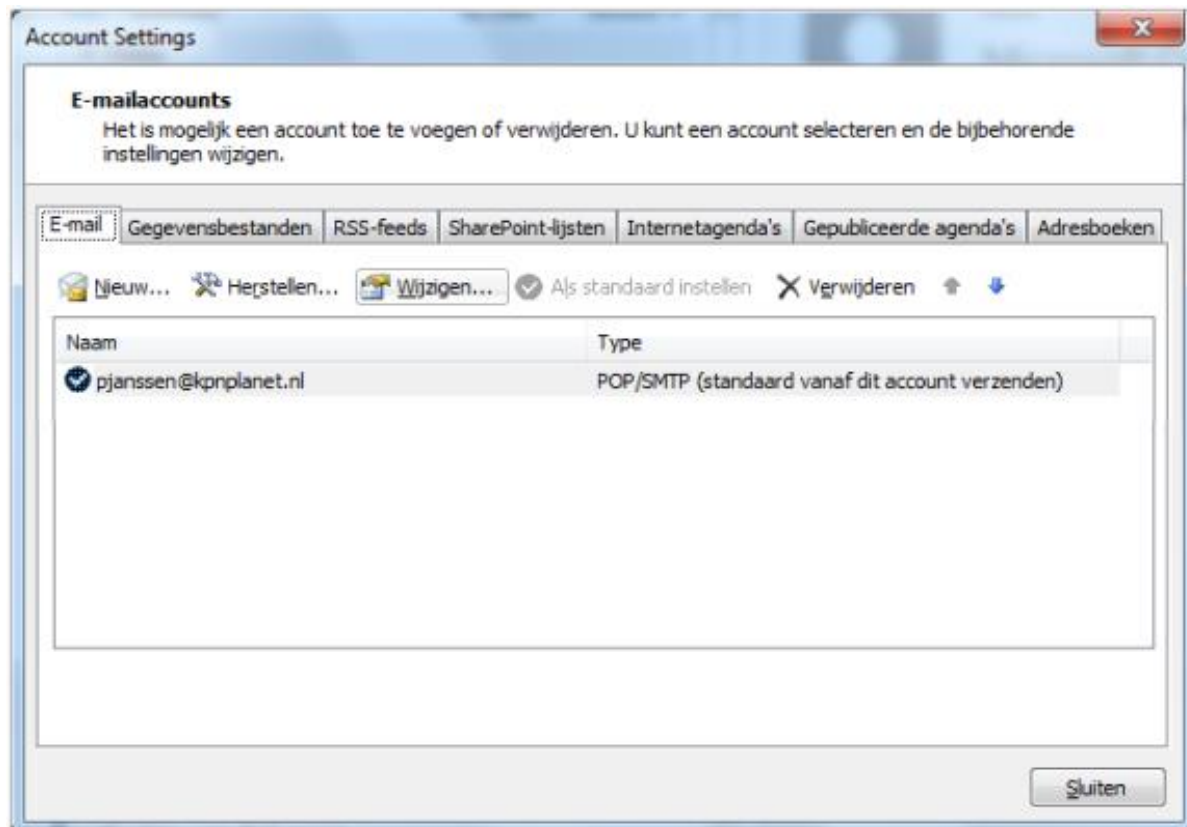 Account Settings
E-mailaccounts
Het is mogelijk een account toe te voegen of verwijderen. U kunt een account selecteren en de bijbehorende
instellingen wijzigen.
E-mail Gegevensbestanden RSS-feeds SharePoint-lijsten Internetagenda's Gepubliceerde agenda's Adresboeken
Nieuw... Herstellen... Wijzigen... Als standaard instellen Verwijderen
Naam Type
pjanssen@kpnplanet.nl POP/SMTP (standaard vanaf dit account verzenden)
Sluiten